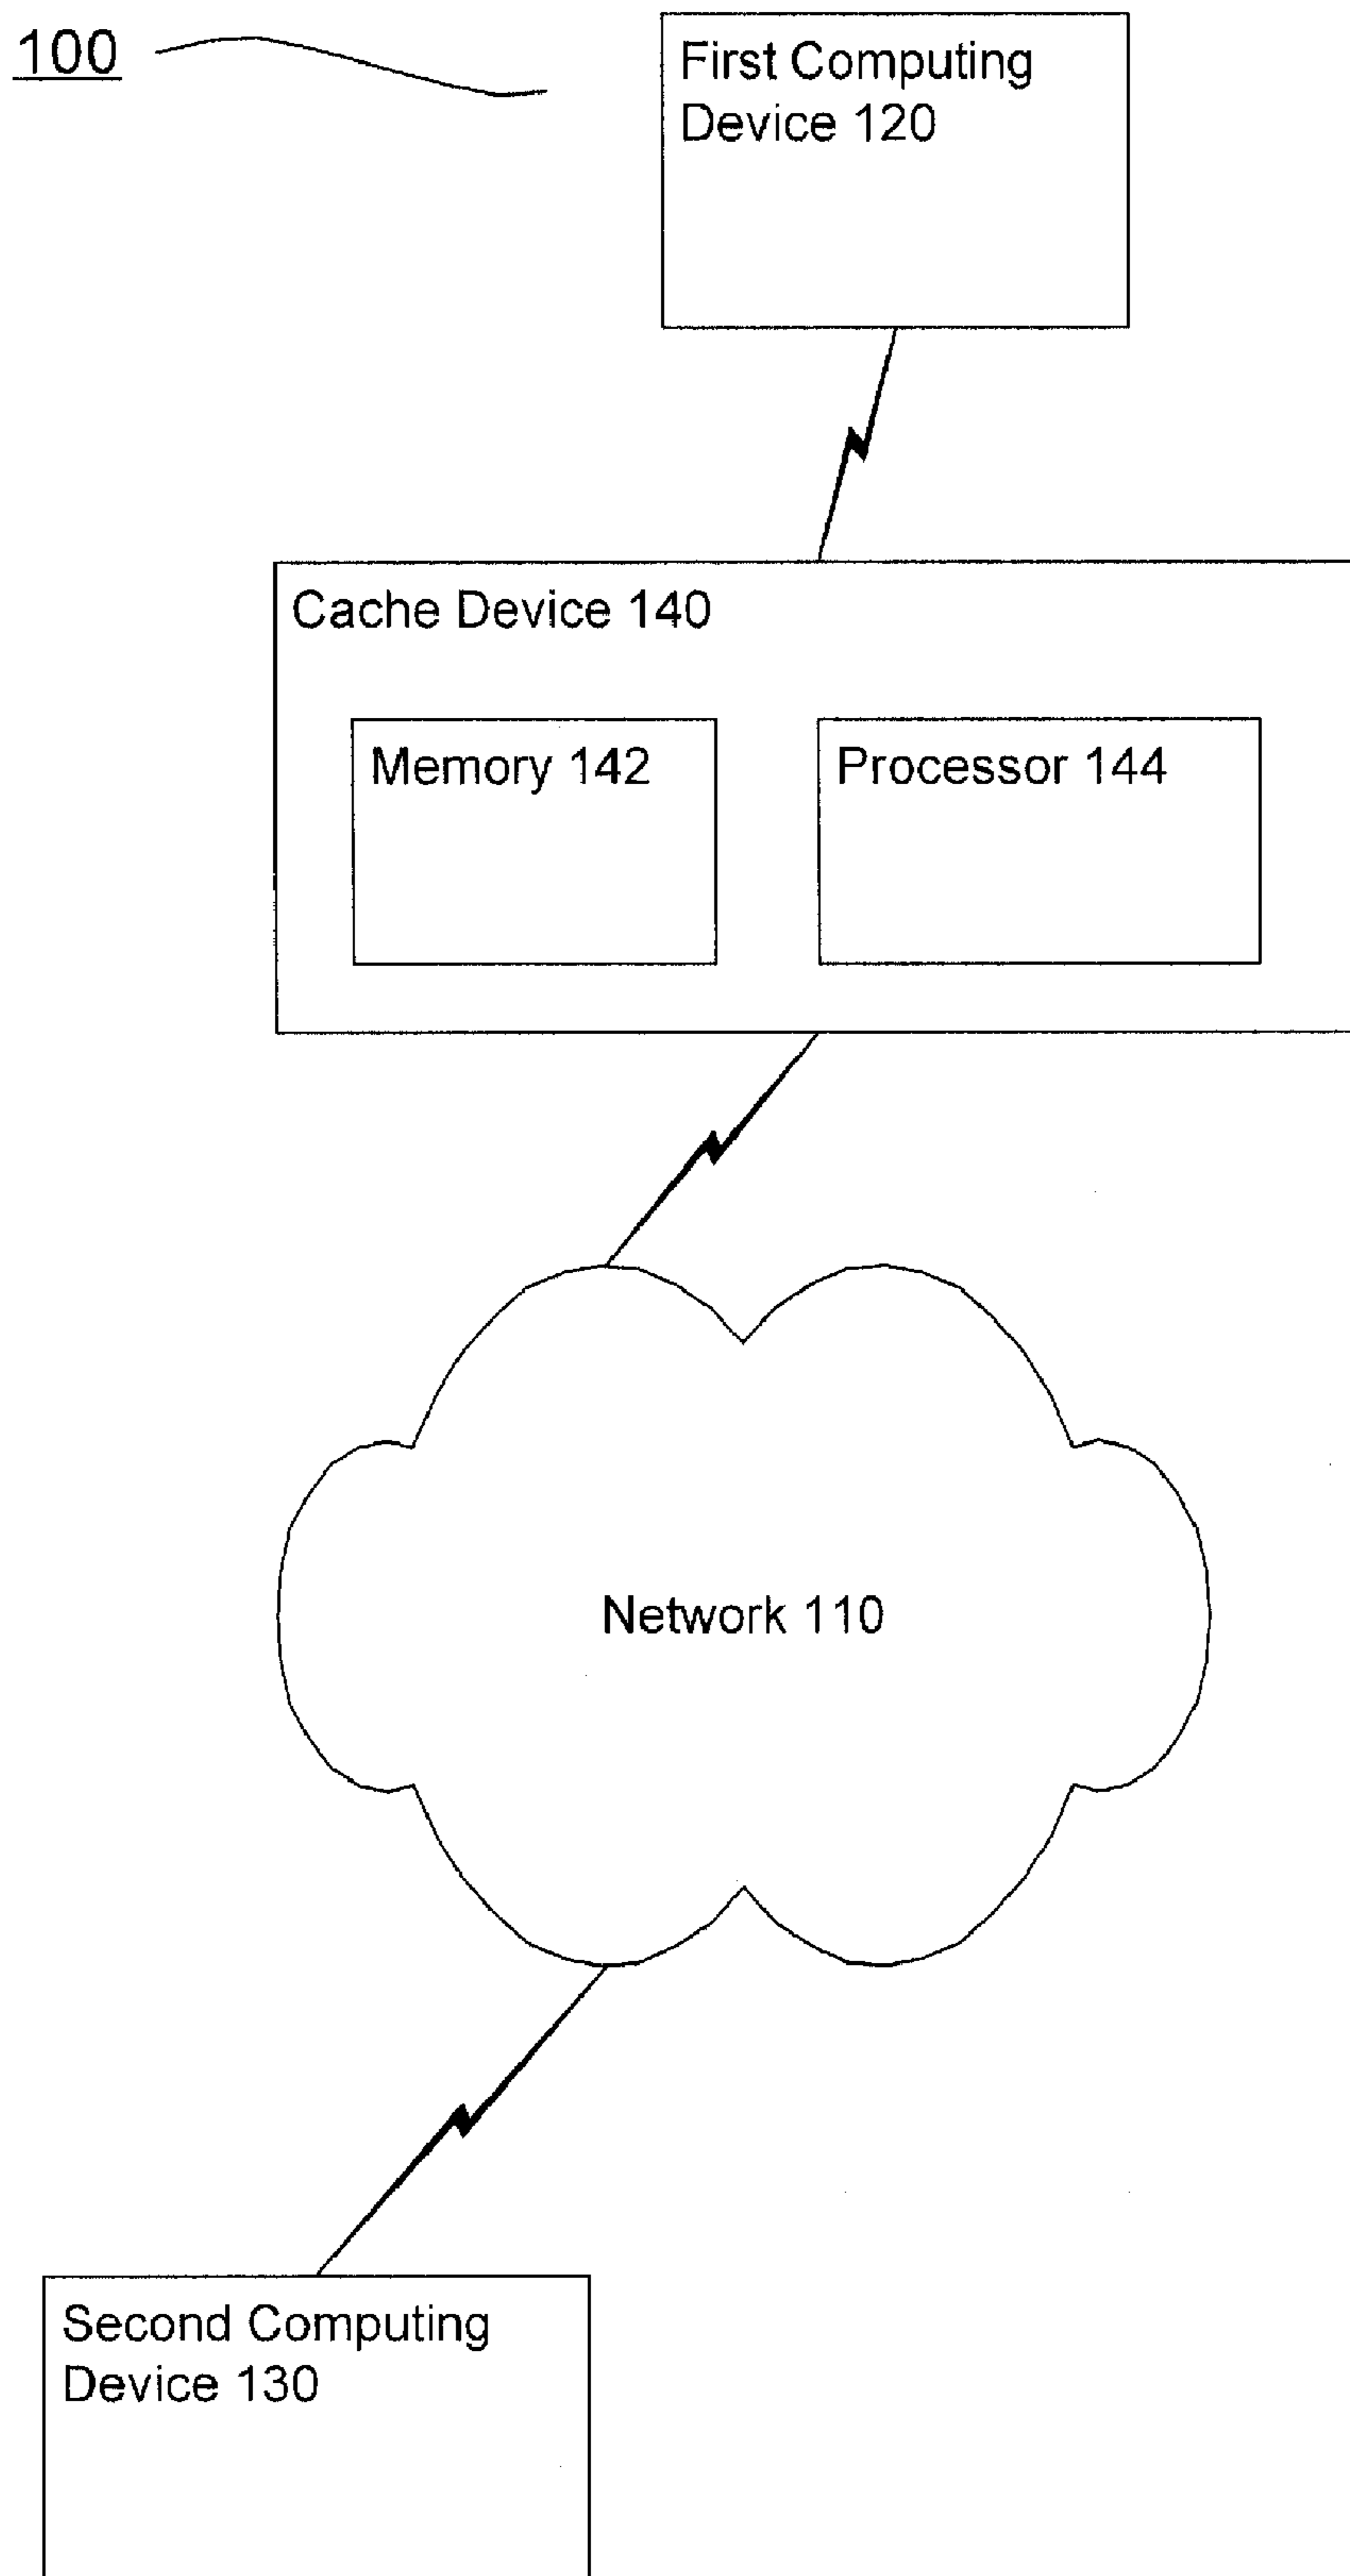 100
First Computing
Device 120
Cache Device 140
Memory 142
Processor 144
Network 110
Second Computing
Device 130